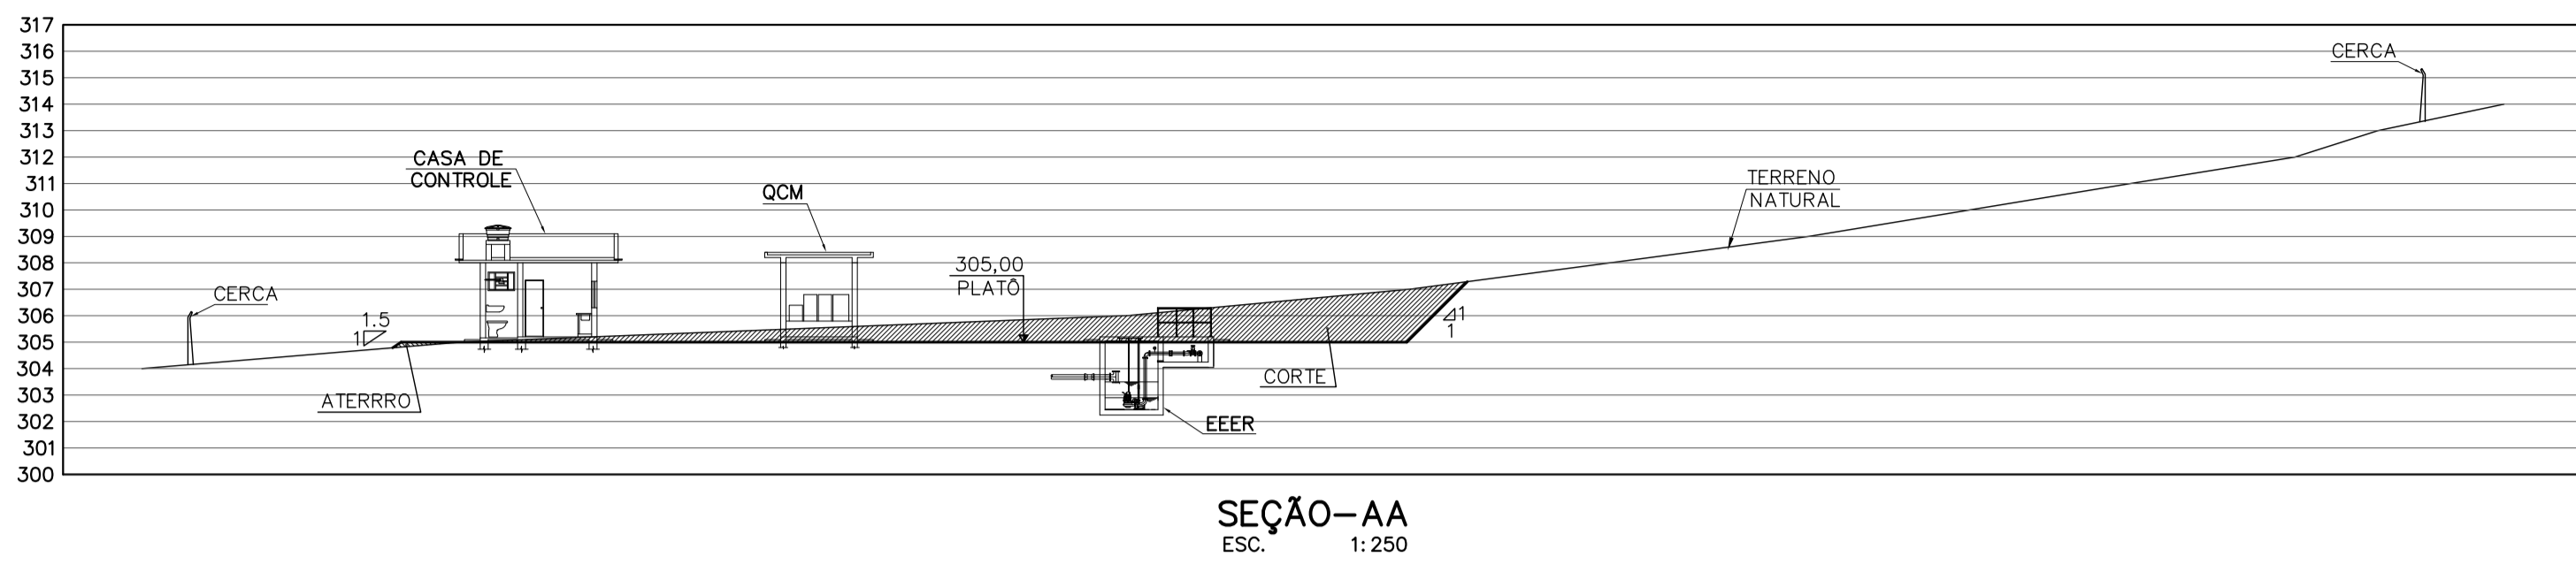 317
316
315
314
313
312
311
310
309
308
307
306
305
304
303
302
301
300
CERCA
CASA DE
CONTROLE
QCM
TERRENO
NATURAL
305,00
PLATÔ
CERCA
1.5
1
1
1
CORTE
ATERRRO
EEER
SEÇÃO-AA
ESC. 1:250